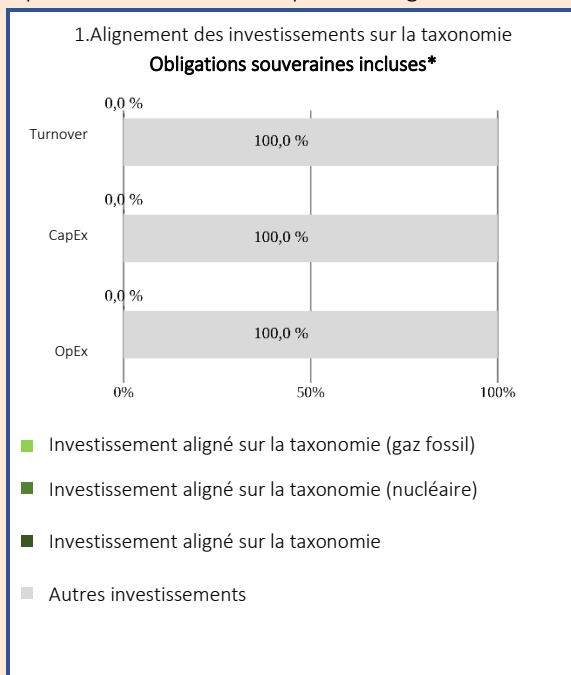 1.Alignement des investissements sur la taxonomie
Obligations souveraines incluses*
0,0 %
Turnover
100,0 %
0,0 %
CapEx
100,0 %
0,0 %
100,0 %
OpEx
0%
50%
100%
Investissement aligné sur la taxonomie (gaz fossil)
Investissement aligné sur la taxonomie (nucléaire)
Investissement aligné sur la taxonomie
Autres investissements